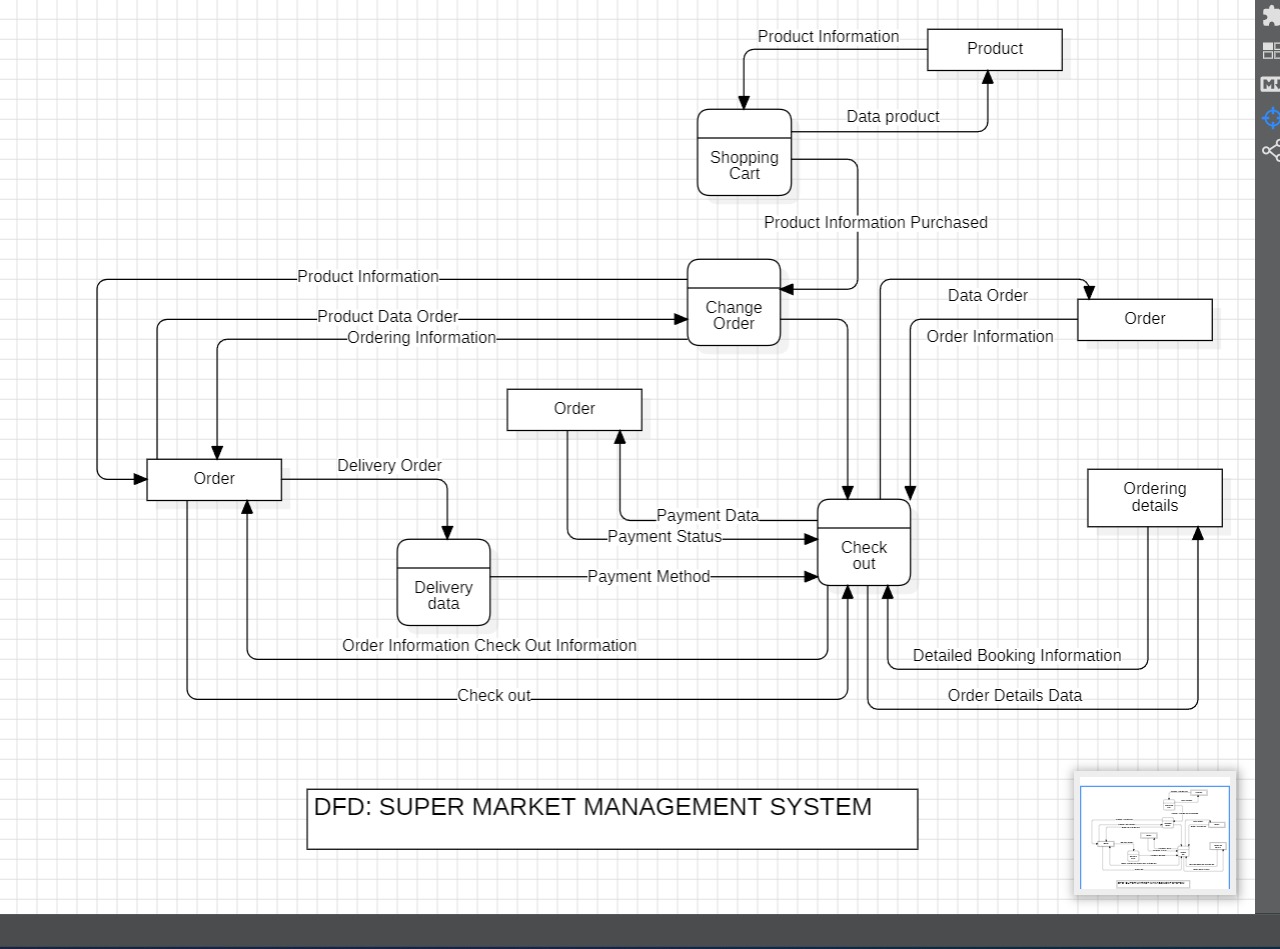 Product Information
Product
Data product
Shopping
Cart
Product Information Purchased
Product Information
Change
Order
Product Data Order
Ordering Information
Data Order
Order
Order Information
Order
Order
Delivery Order
Ordering
details
Payment Data
Payment Status
Check
out
Payment Method
Delivery
data
Order Information Check Out Information
Detailed Booking Information
Check out
Order Details Data
DFD: SUPER MARKET MANAGEMENT SYSTEM